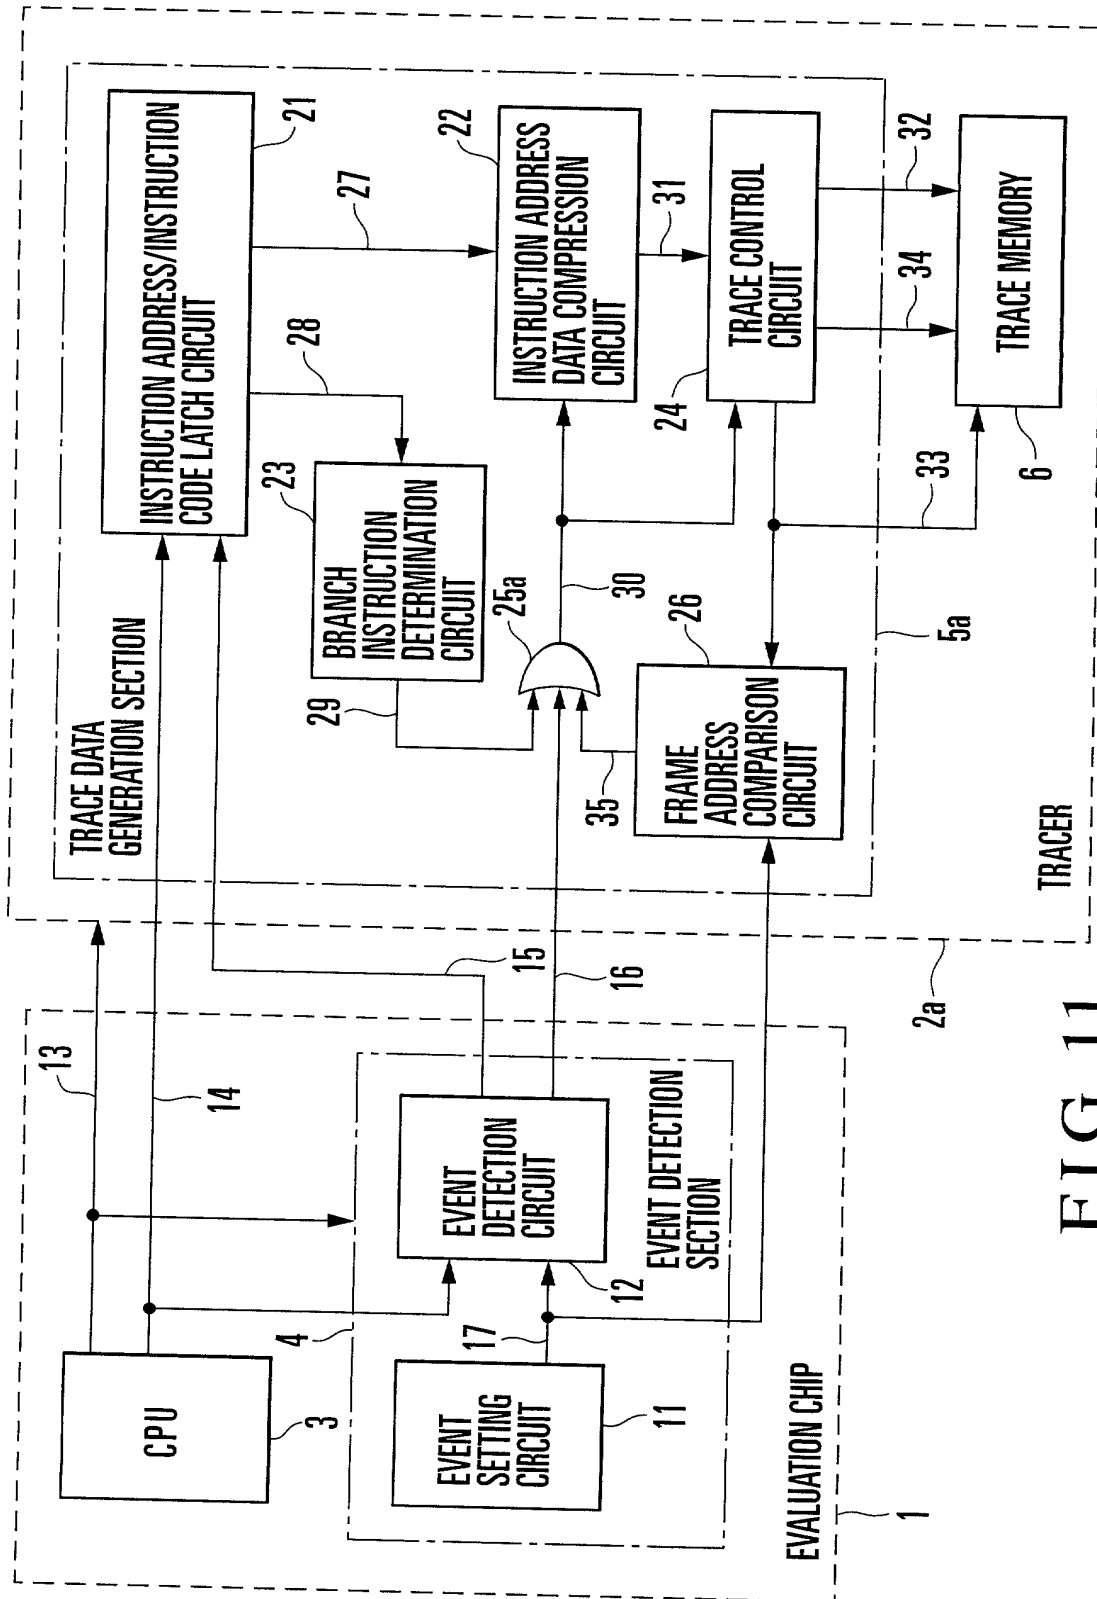 EVALUATION CHIP
1
CPU
3
13
14
4
EVENT
SETTING
CIRCUIT
11
17
EVENT
DETECTION
CIRCUIT
12
EVENT DETECTION
SECTION
15
16
2a
TRACER
TRACE DATA
GENERATION SECTION
5a
INSTRUCTION ADDRESS/INSTRUCTION
CODE LATCH CIRCUIT
21
27
28
BRANCH
INSTRUCTION
DETERMINATION
CIRCUIT
23
29
25a
30
35
FRAME
ADDRESS
COMPARISON
CIRCUIT
26
INSTRUCTION ADDRESS
DATA COMPRESSION
CIRCUIT
22
31
TRACE CONTROL
CIRCUIT
24
32
34
33
TRACE MEMORY
6
FIG. 11